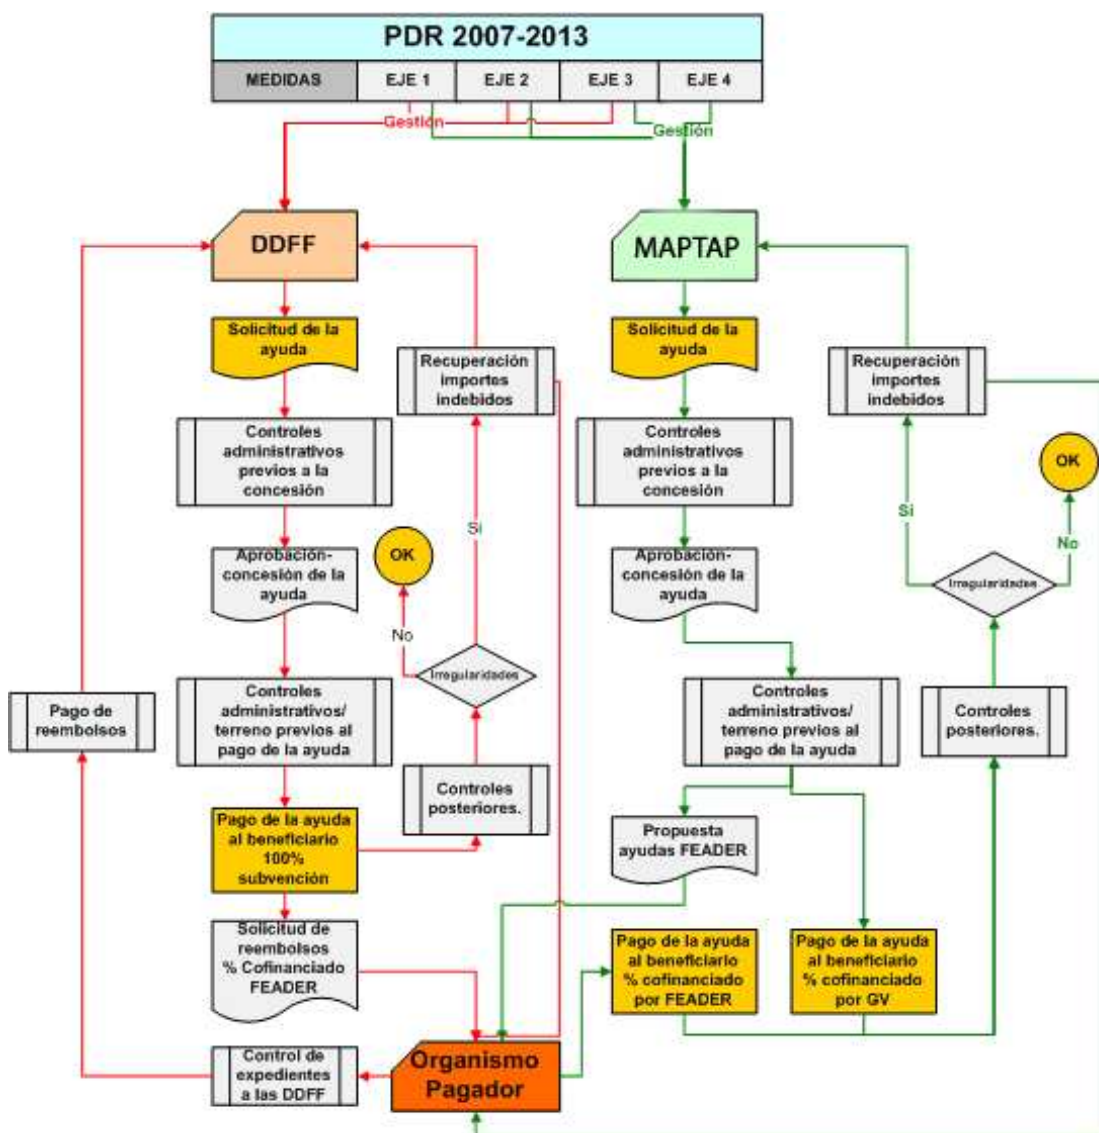 PDR 2007-2013
MEDIDAS
EJE 1
EJE 2
EJE 3
EJE 4
Gestión
Gestión
DDFF
MAPTAP
Solicitud de la
ayuda
Solicitud de la
ayuda
Recuperación
importes
indebidos
Recuperación
importes
indebidos
Controles
administrativos
previos a la
concesión
Controles
administrativos
previos a la
concesión
OK
Si
Si
No
OK
Aprobación-
concesión de la
ayuda
Aprobación-
concesión de la
ayuda
Irregularidades
No
Irregularidades
Pago de
reembolsos
Controles
administrativos/
terreno previos al
pago de la ayuda
Controles
administrativos/
terreno previos al
pago de la ayuda
Controles
posteriores.
Controles
posteriores.
Pago de la ayuda
al beneficiario
100%
subvención
Propuesta
ayudas FEADER
Solicitud de
reembolsos
% Cofinanciado
FEADER
Pago de la ayuda
al beneficiario
% cofinanciado
por FEADER
Pago de la ayuda
al beneficiario
% cofinanciado
por GV
Control de
expedientes
a las DDFF
Organismo
Pagador